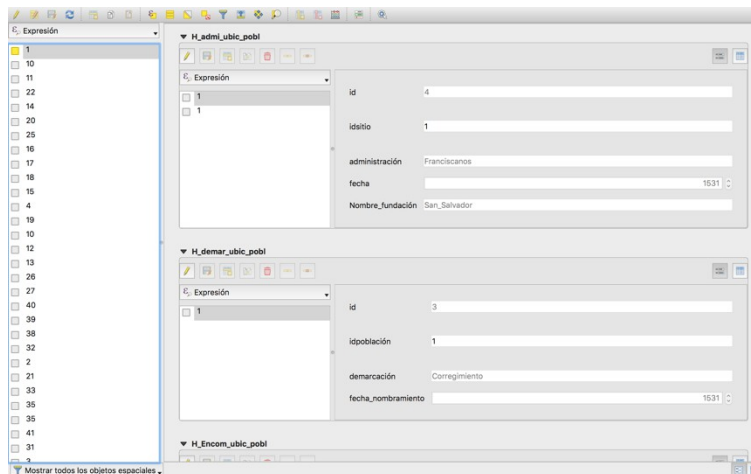 Expresión
1
10
11
22
14
20
25
16
17
18
15
4
19
10
12
13
26
27
40
39
38
32
2
21
33
35
35
41
31
3
Mostrar todos los objetos espaciales
H_admi_ubic_pobl
Expresión
1
1
id 4
idsitio 1
administración Franciscanos
fecha 1531
Nombre_fundación San_Salvador
H_demar_ubic_pobl
Expresión
1
id 3
idpoblación 1
demarcación Corregimiento
fecha_nombramiento 1531
H_Encom_ubic_pobl